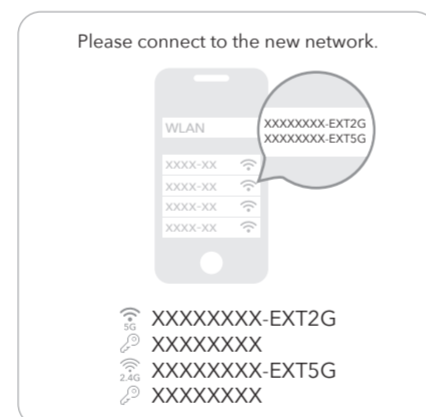 Please connect to the new network.
WLAN
XXXXXXXX-EXT2G
XXXXXXXX-EXT5G
XXXX-XX
XXXX-XX
XXXX-XX
XXXX-XX
5G XXXXXXXX-EXT2G
XXXXXXXX
2.4G XXXXXXXX-EXT5G
XXXXXXXX